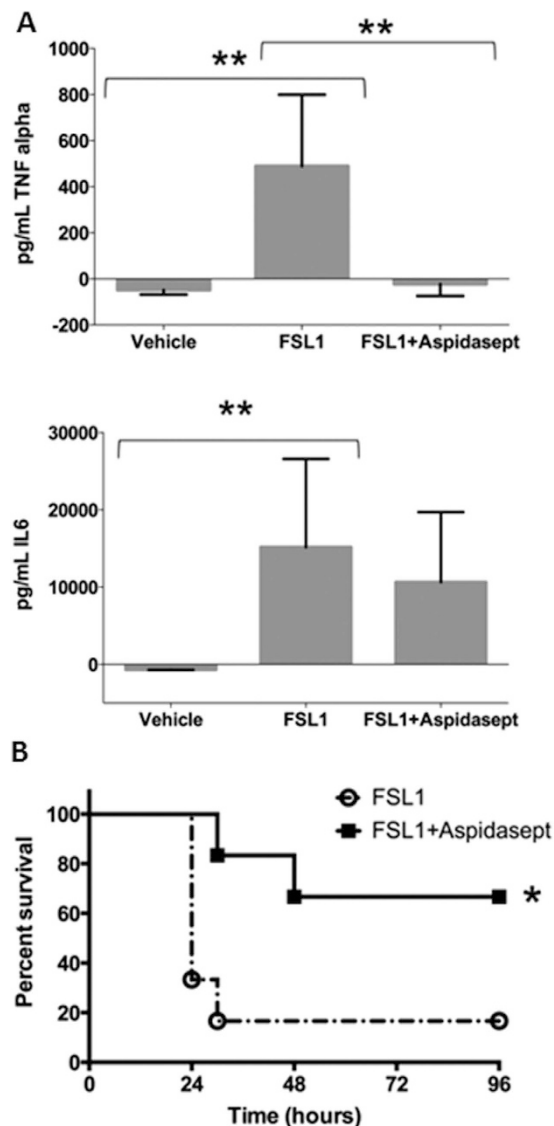 A
**
**
pg/mL TNF alpha
1000
800
600
400
200
0
-200
Vehicle FSL1 FSL1+Aspidasept
**
pg/mL IL6
30000
20000
10000
0
Vehicle FSL1 FSL1+Aspidasept
B
FSL1
FSL1+Aspidasept
Percent survival
100
80
60
40
20
0
*
0 24 48 72 96
Time (hours)